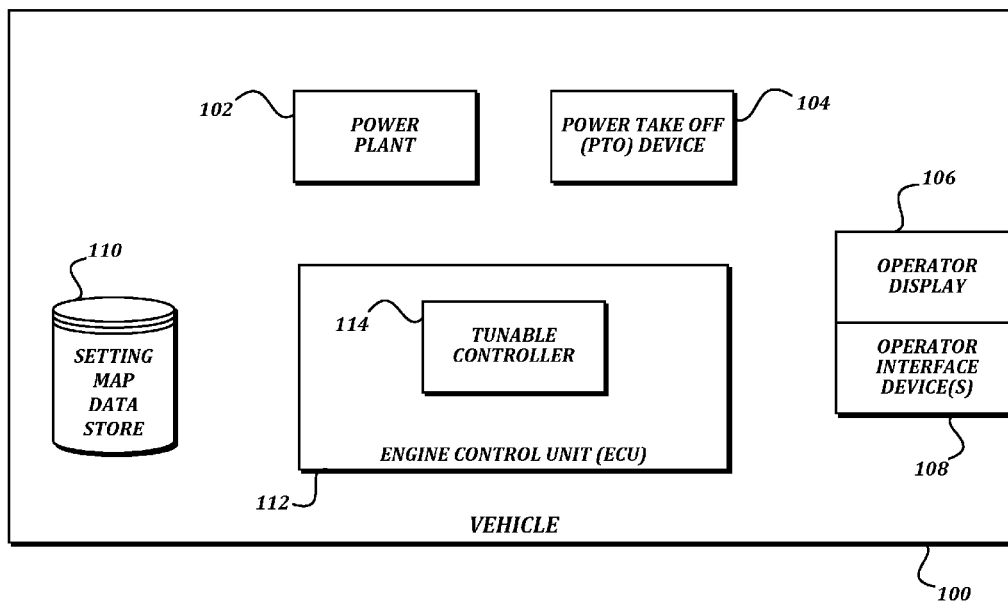 102
POWER
PLANT
POWER TAKE OFF
(PTO) DEVICE
104
106
110
OPERATOR
DISPLAY
114
TUNABLE
CONTROLLER
SETTING
MAP
DATA
STORE
OPERATOR
INTERFACE
DEVICE(S)
ENGINE CONTROL UNIT (ECU)
108
112
VEHICLE
100